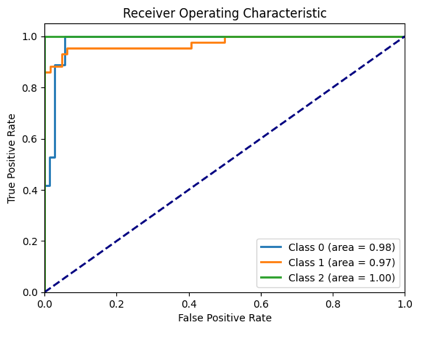 Receiver Operating Characteristic
True Positive Rate
1.0
0.8
0.6
0.4
0.2
0.0
Class 0 (area = 0.98)
Class 1 (area = 0.97)
Class 2 (area = 1.00)
0.0 0.2 0.4 0.6 0.8 1.0
False Positive Rate